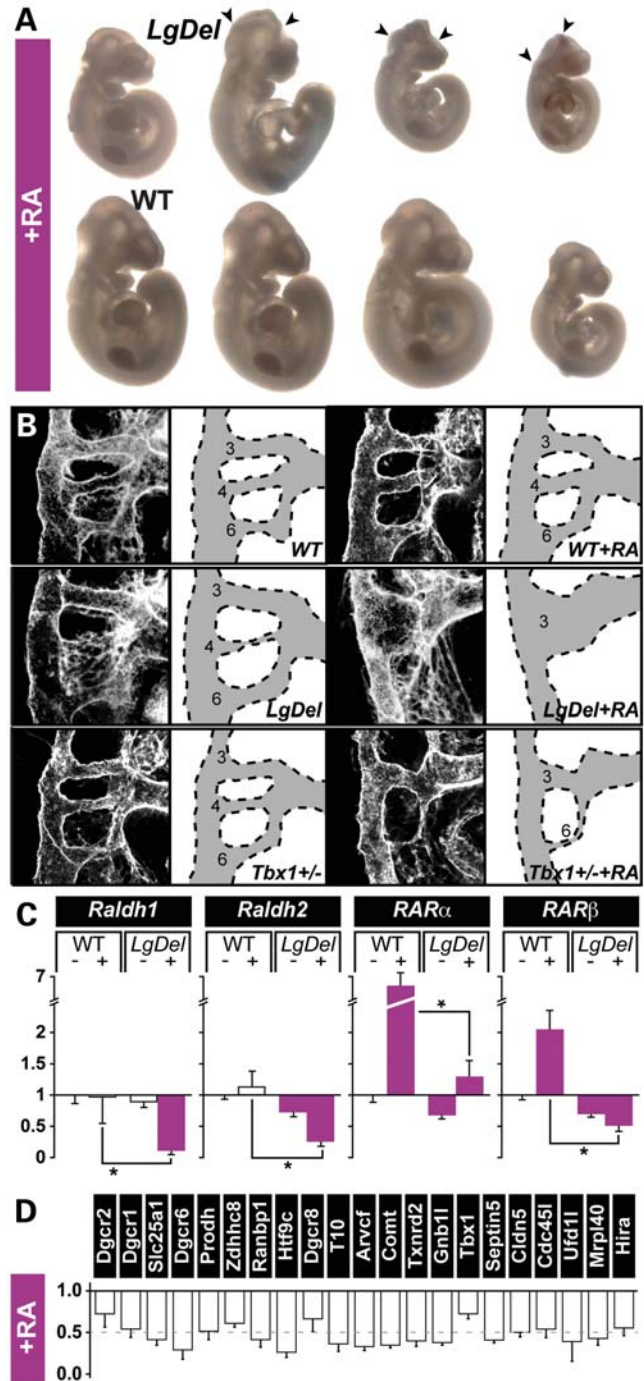 A
LgDel
+RA
WT
B
3
4
6
WT
3
4
6
WT+RA
3
4
6
LgDel
3
LgDel+RA
3
4
6
Tbx1+/-
3
6
Tbx1+/-+RA
C
Raldh1 Raldh2 RARα RARβ
WT LgDel WT LgDel WT LgDel WT LgDel
- + - + - + - + - + - + - + - +
7
2
1.5
1
0.5
0
* * * *
D
Dgcr2 Dgcr1 Slc25a1 Dgcr6 Prodh Zdhhc8 Ranbp1 Htf9c Dgcr8 T10 Arvcf Comt Txnrd2 Gnb1l Tbx1 Septin5 Cldn5 Cdc45l Ufd1l Mrpl40 Hira
+RA
1.0
0.5
0.0